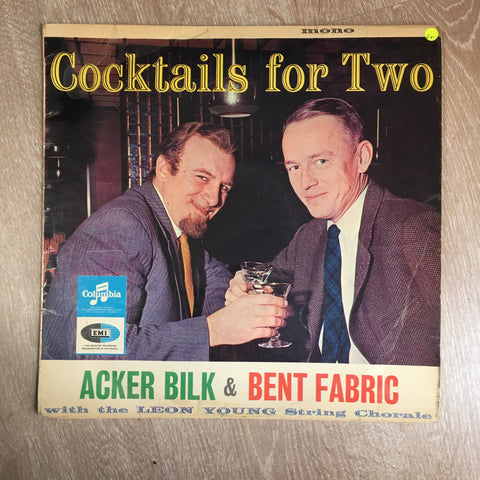 mono
Cocktails for Two
Columbia
EMI
ACKER BILK & BENT FABRIC
with the LEON YOUNG String Chorale